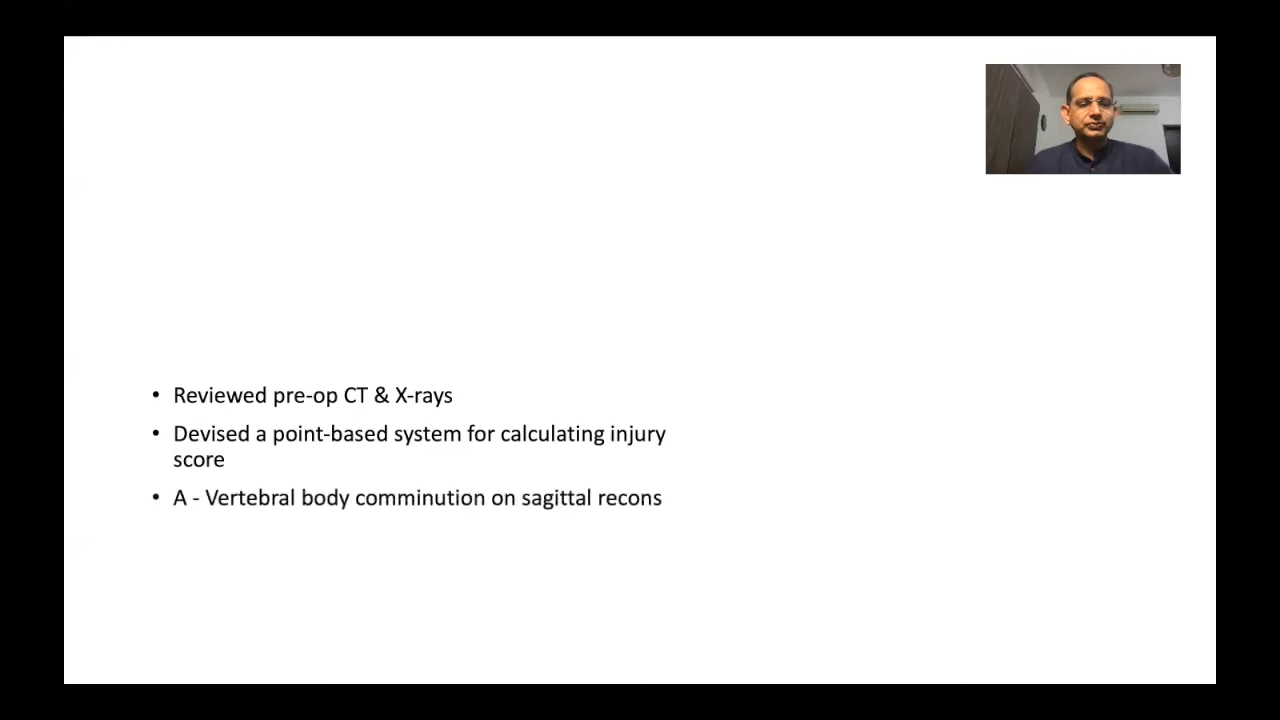 • Reviewed pre-op CT & X-rays
• Devised a point-based system for calculating injury
score
• A - Vertebral body comminution on sagittal recons